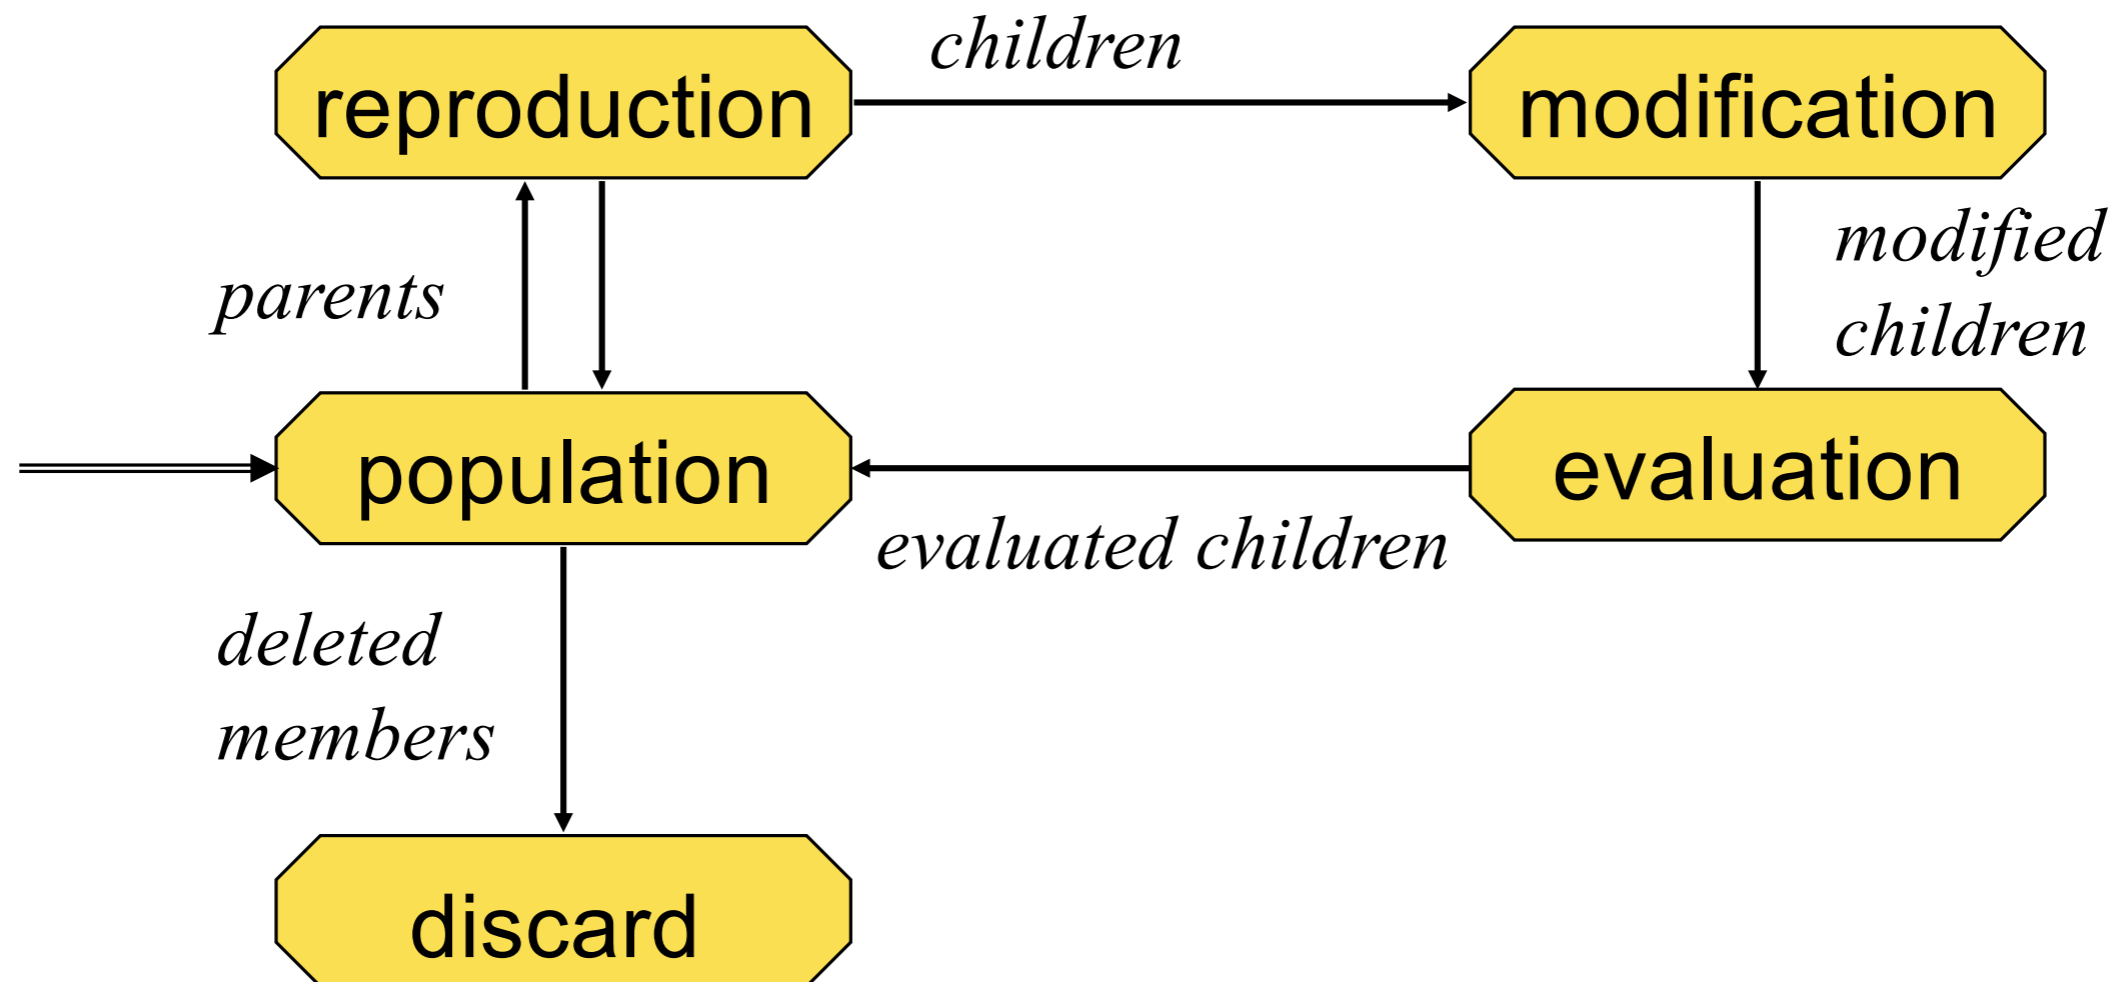 children
reproduction
modification
modified
children
parents
population
evaluation
evaluated children
deleted
members
discard